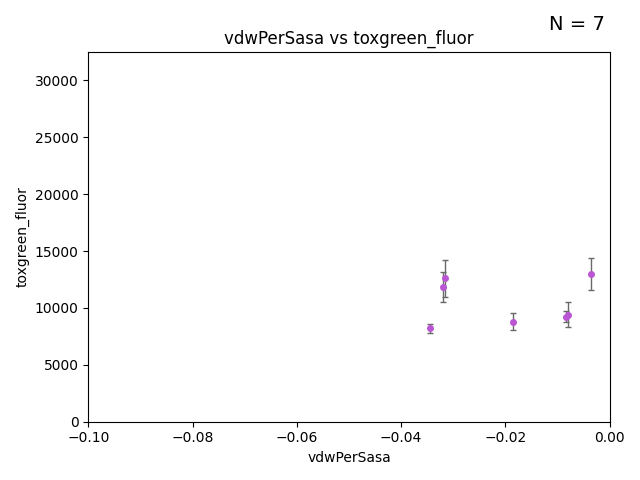 N = 7
vdwPerSasa vs toxgreen_fluor
30000
25000
20000
15000
10000
5000
0
toxgreen_fluor
−0.10 −0.08 −0.06 −0.04 −0.02 0.00
vdwPerSasa